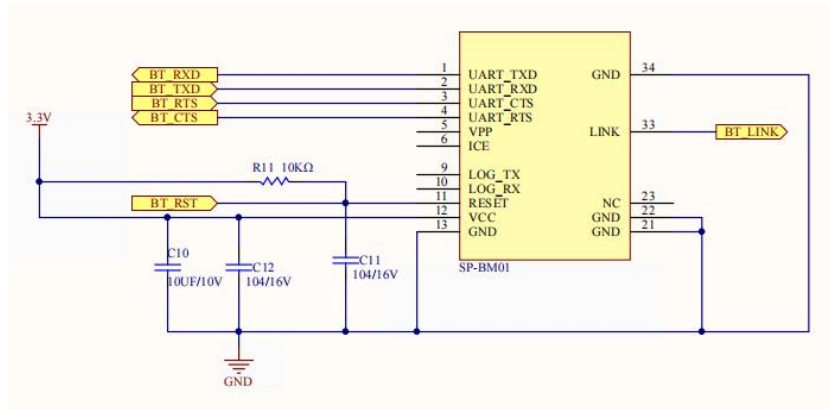 1
BT_RXD
UART_TXD
GND
34
2
BT_TXD
UART_RXD
3
BT_RTS
UART_CTS
4
BT_CTS
UART_RTS
3.3V
5
VPP
LINK
33
BT_LINK
6
ICE
R11 10KΩ
9
LOG_TX
10
LOG_RX
11
BT_RST
RESET
NC
23
12
VCC
GND
22
13
GND
GND
21
C10
10UF/10V
C12
104/16V
C11
104/16V
SP-BM01
GND